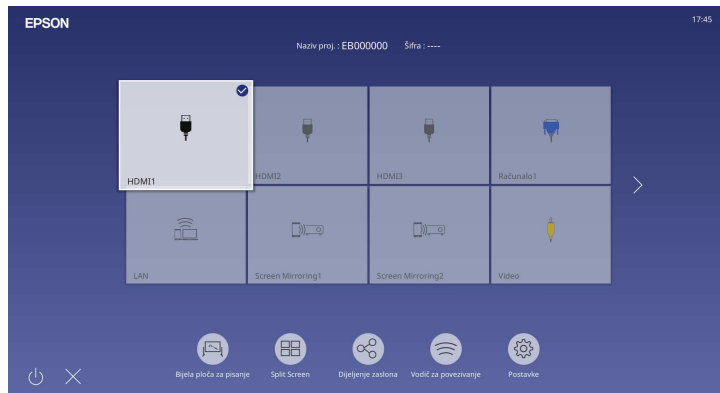 EPSON
17:45
Naziv proj. : EB000000 Šifra : ----
HDMI1
HDMI2
HDMI3
Računalo1
LAN
Screen Mirroring1
Screen Mirroring2
Video
Bijela ploča za pisanje
Split Screen
Dijeljenje zaslona
Vodič za povezivanje
Postavke